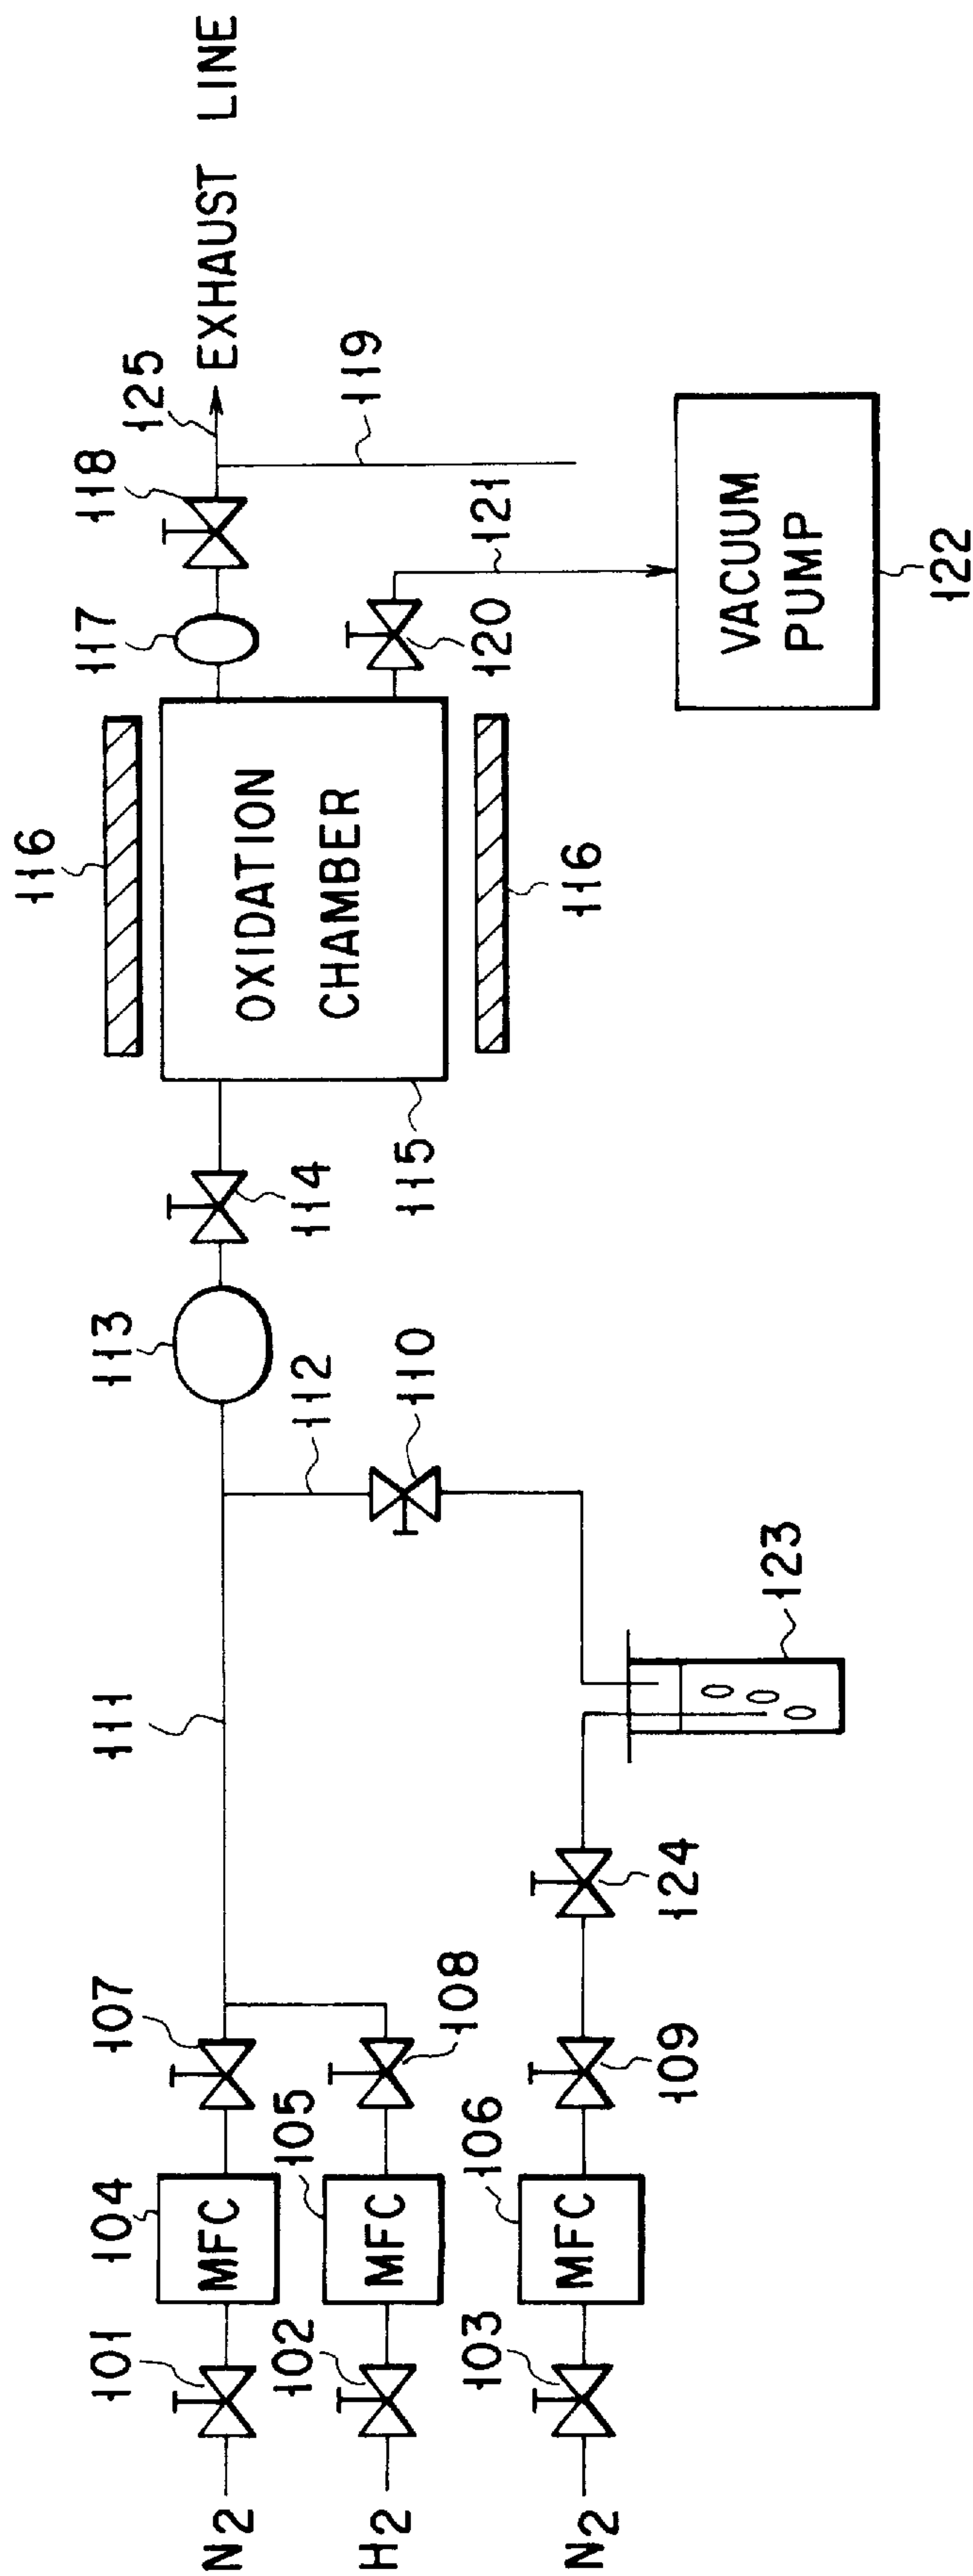 N2
101
104
MFC
107
111
113
116
117
118
125
EXHAUST LINE
H2
102
105
MFC
108
112
110
114
115
OXIDATION
CHAMBER
116
120
121
119
N2
103
106
MFC
109
124
123
VACUUM
PUMP
122